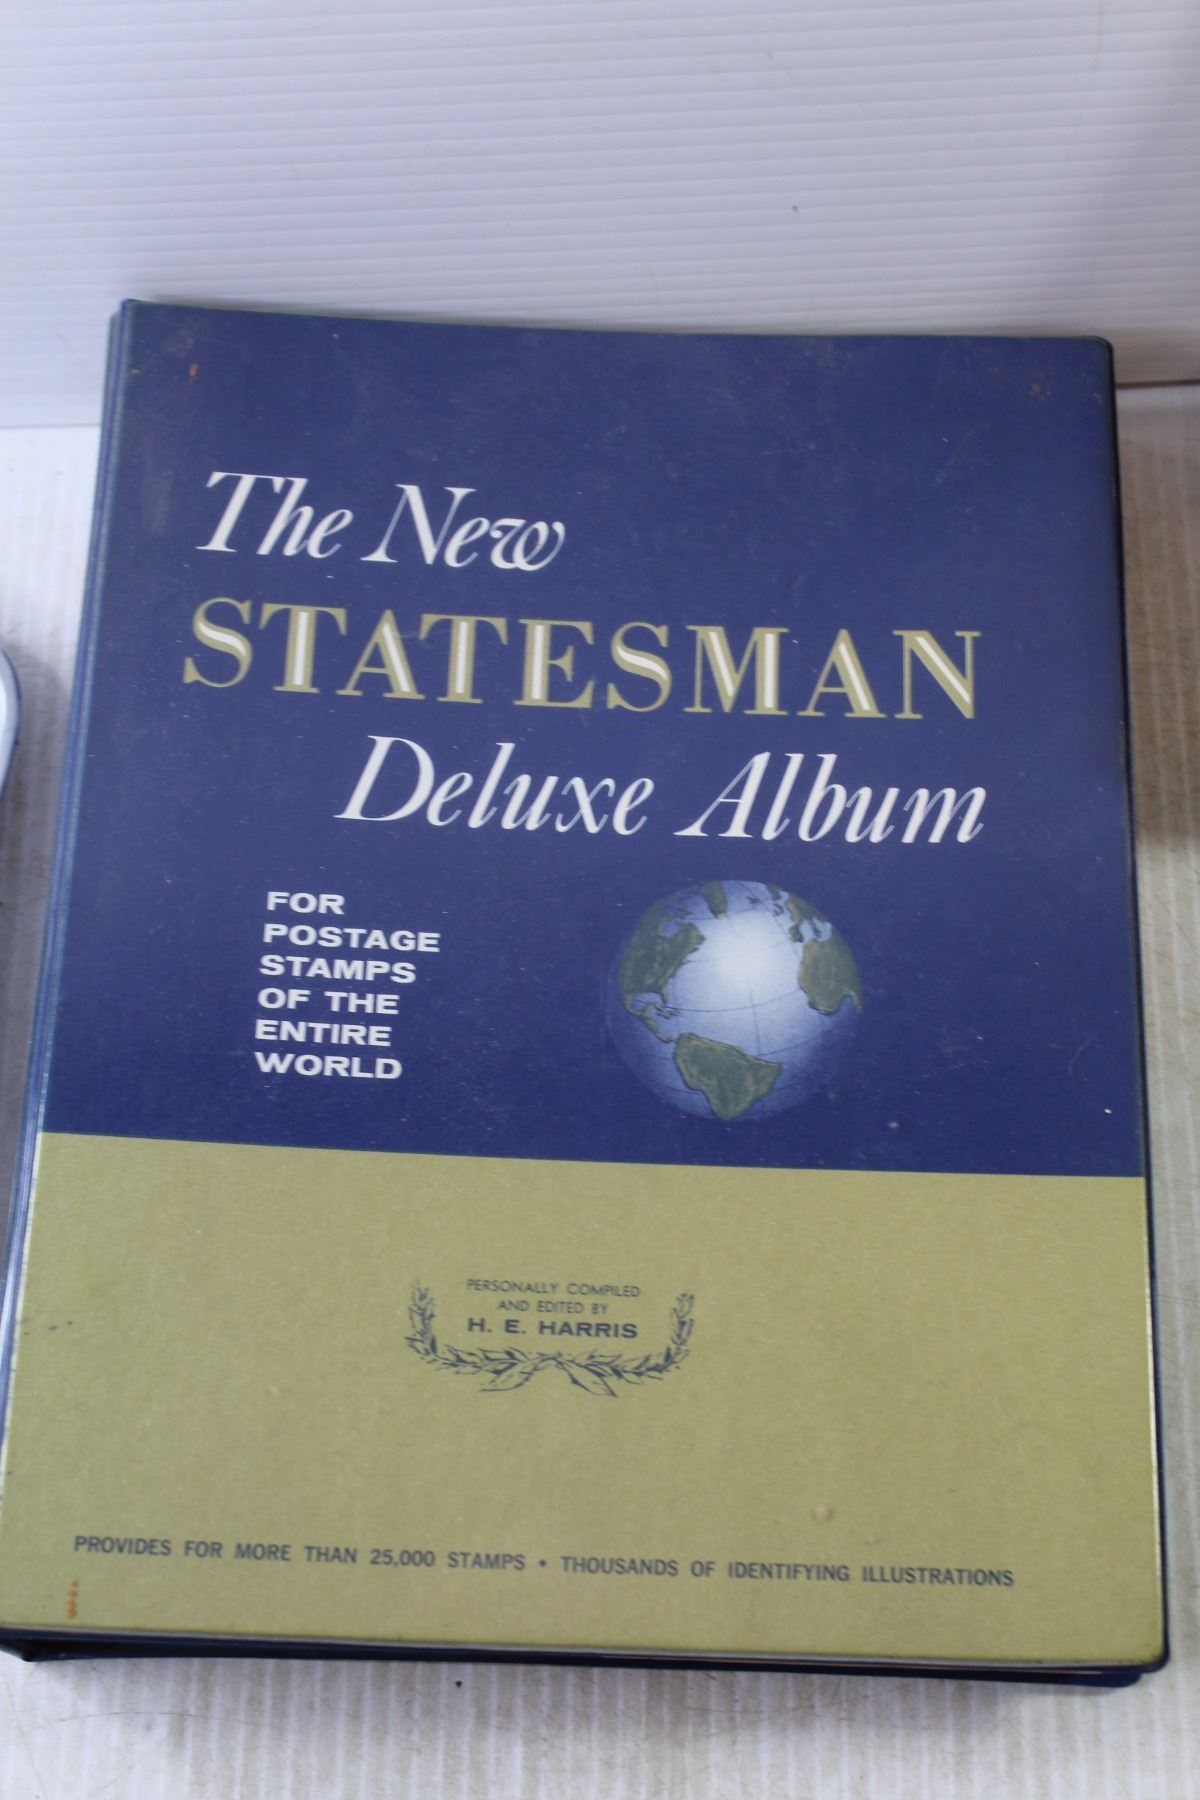 The New
STATESMAN
Deluxe Album
FOR
POSTAGE
STAMPS
OF THE
ENTIRE
WORLD
PERSONALLY COMPILED
AND EDITED BY
H. E. HARRIS
PROVIDES FOR MORE THAN 25,000 STAMPS • THOUSANDS OF IDENTIFYING ILLUSTRATIONS